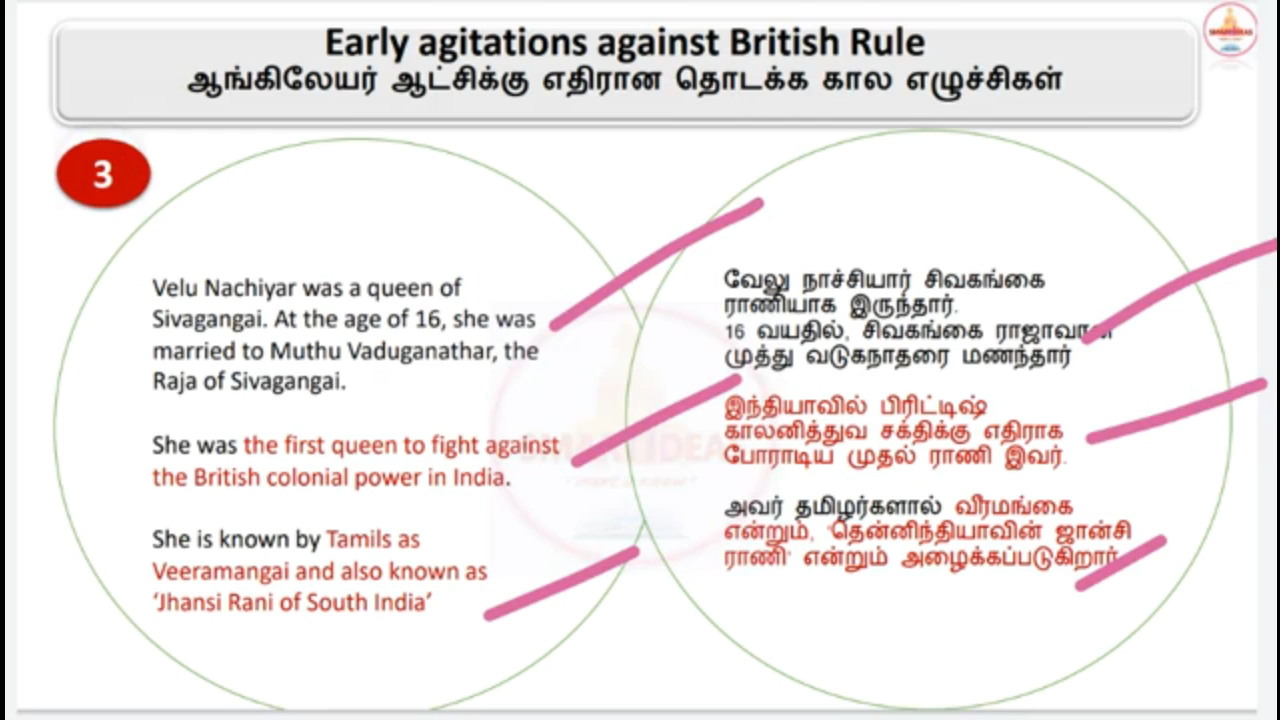 Early agitations against British Rule
ஆங்கிலேயர் ஆட்சிக்கு எதிரான தொடக்க கால எழுச்சிகள்
3
Velu Nachiyar was a queen of
Sivagangai. At the age of 16, she was
married to Muthu Vaduganathar, the
Raja of Sivagangai.
She was the first queen to fight against
the British colonial power in India.
She is known by Tamils as
Veeramangai and also known as
‘Jhansi Rani of South India’
வேலு நாச்சியார் சிவகங்கை
ராணியாக இருந்தார்.
16 வயதில், சிவகங்கை ராஜாவான
முத்து வடுகநாதரை மணந்தார்
இந்தியாவில் பிரிட்டிஷ்
காலனித்துவ சக்திக்கு எதிராக
போராடிய முதல் ராணி இவர்.
அவர் தமிழர்களால் வீரமங்கை
என்றும், 'தென்னிந்தியாவின் ஜான்சி
ராணி' என்றும் அழைக்கப்படுகிறார்